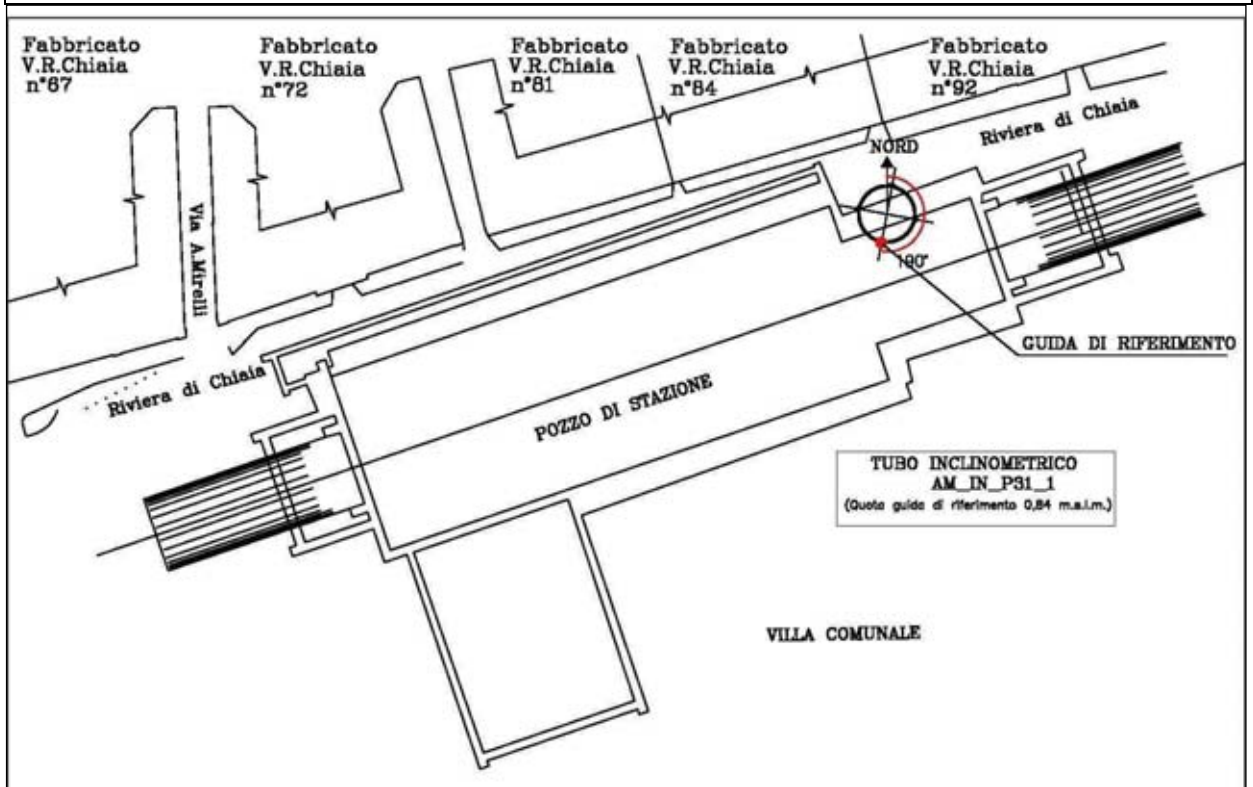 Fabbricato
V.R.Chiaia
n°67
Fabbricato
V.R.Chiaia
n°72
Fabbricato
V.R.Chiaia
n°81
Fabbricato
V.R.Chiaia
n°84
Fabbricato
V.R.Chiaia
n°92
Riviera di Chiaia
NORD
190°
Via A.Mirelli
GUIDA DI RIFERIMENTO
Riviera di Chiaia
POZZO DI STAZIONE
TUBO INCLINOMETRICO
AM_IN_P31_1
(Quota guida di riferimento 0,84 m.s.l.m.)
VILLA COMUNALE